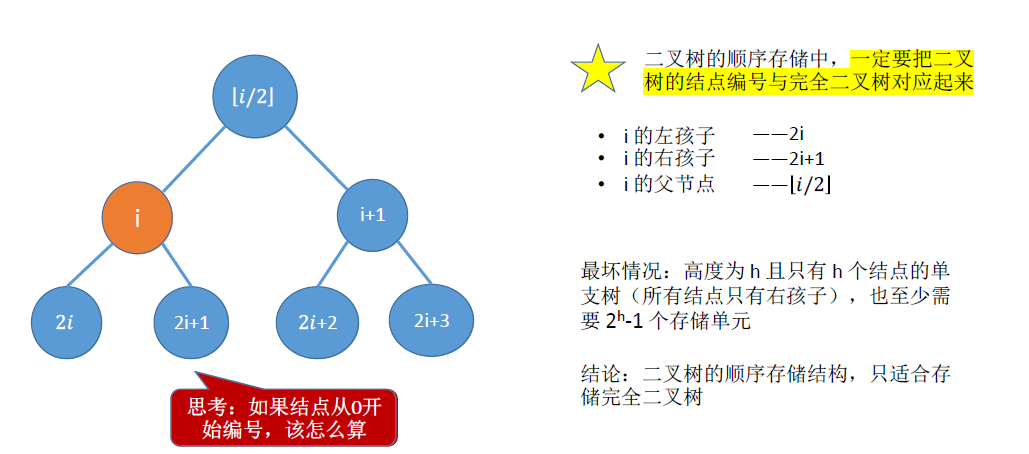 ⌊i/2⌋
i
i+1
2i
2i+1
2i+2
2i+3
思考：如果结点从0开
始编号，该怎么算
二叉树的顺序存储中，一定要把二叉
树的结点编号与完全二叉树对应起来
• i 的左孩子 ——2i
• i 的右孩子 ——2i+1
• i 的父节点 ——⌊i/2⌋
最坏情况：高度为 h 且只有 h 个结点的单
支树（所有结点只有右孩子），也至少需
要 2ʰ-1 个存储单元
结论：二叉树的顺序存储结构，只适合存
储完全二叉树